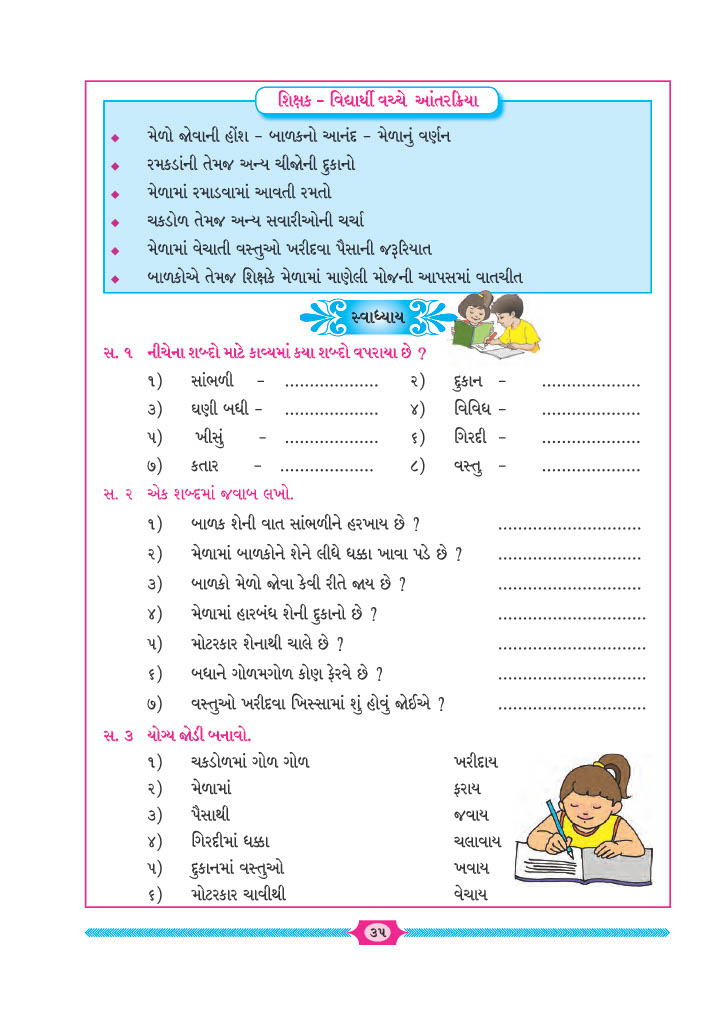 શિક્ષક - વિદ્યાર્થી વચ્ચે આંતરક્રિયા
◆ મેળો જોવાની હોંશ - બાળકનો આનંદ - મેળાનું વર્ણન
◆ રમકડાંની તેમજ અન્ય ચીજોની દુકાનો
◆ મેળામાં રમાડવામાં આવતી રમતો
◆ ચકડોળ તેમજ અન્ય સવારીઓની ચર્ચા
◆ મેળામાં વેચાતી વસ્તુઓ ખરીદવા પૈસાની જરૂરિયાત
◆ બાળકોએ તેમજ શિક્ષકે મેળામાં માણેલી મોજની આપસમાં વાતચીત
સ્વાધ્યાય
સ. ૧ નીચેના શબ્દો માટે કાવ્યમાં કયા શબ્દો વપરાયા છે ?
૧) સાંભળી - ................... ૨) દુકાન - ....................
૩) ઘણી બધી - ................... ૪) વિવિધ - ....................
૫) ખીસું - ................... ૬) ગિરદી - ....................
૭) કતાર - ................... ૮) વસ્તુ - ....................
સ. ૨ એક શબ્દમાં જવાબ લખો.
૧) બાળક શેની વાત સાંભળીને હરખાય છે ? .............................
૨) મેળામાં બાળકોને શેને લીધે ધક્કા ખાવા પડે છે ? .............................
૩) બાળકો મેળો જોવા કેવી રીતે જાય છે ? .............................
૪) મેળામાં હારબંધ શેની દુકાનો છે ? ..............................
૫) મોટરકાર શેનાથી ચાલે છે ? ..............................
૬) બધાને ગોળમગોળ કોણ ફેરવે છે ? ..............................
૭) વસ્તુઓ ખરીદવા ખિસ્સામાં શું હોવું જોઈએ ? ..............................
સ. ૩ યોગ્ય જોડી બનાવો.
૧) ચકડોળમાં ગોળ ગોળ ખરીદાય
૨) મેળામાં ફરાય
૩) પૈસાથી જવાય
૪) ગિરદીમાં ધક્કા ચલાવાય
૫) દુકાનમાં વસ્તુઓ ખવાય
૬) મોટરકાર ચાવીથી વેચાય
૩૫